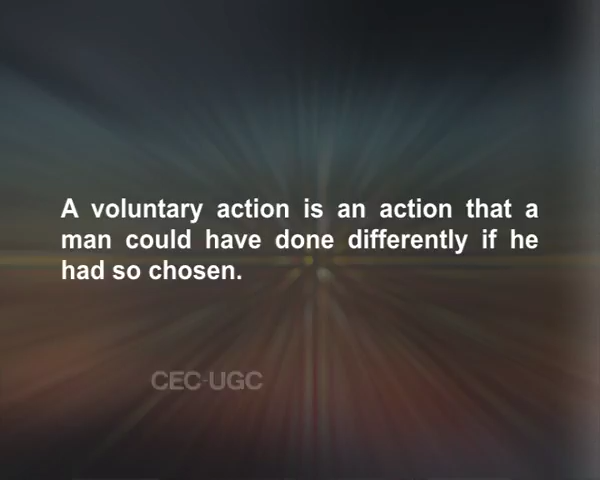 A voluntary action is an action that a
man could have done differently if he
had so chosen.
CEC-UGC